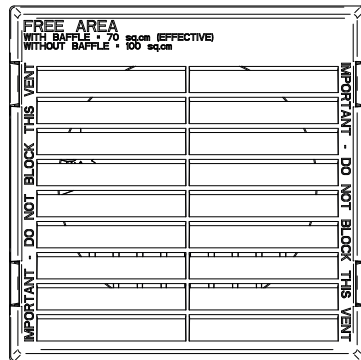 FREE AREA
WITH BAFFLE = 70 sq.cm (EFFECTIVE)
WITHOUT BAFFLE = 100 sq.cm
IMPORTANT - DO NOT BLOCK THIS VENT
IMPORTANT - DO NOT BLOCK THIS VENT